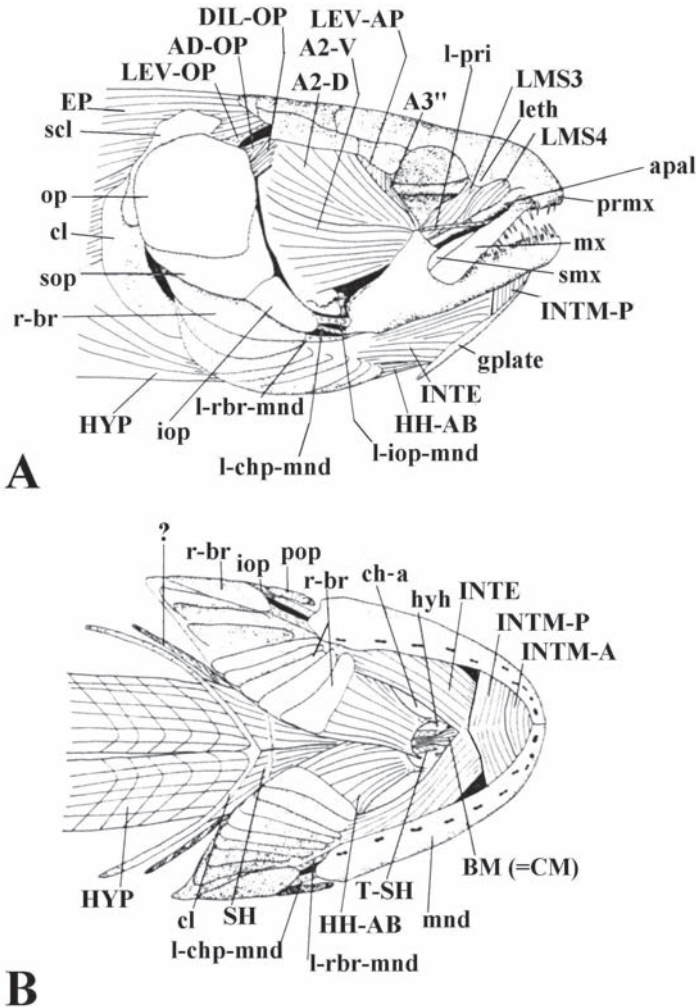 DIL-OP LEV-AP
AD-OP A2-V l-pri
LEV-OP A2-D LMS3
EP A3'' leth
scl LMS4
apal
op prmx
cl mx
sop smx
r-br INTM-P
gplate
l-rbr-mnd INTE
HYP iop HH-AB
l-chp-mnd l-iop-mnd
A
?
r-br iop pop r-br ch-a hyh INTE
INTM-P
INTM-A
HYP BM (=CM)
cl SH T-SH mnd
l-chp-mnd HH-AB
l-rbr-mnd
B